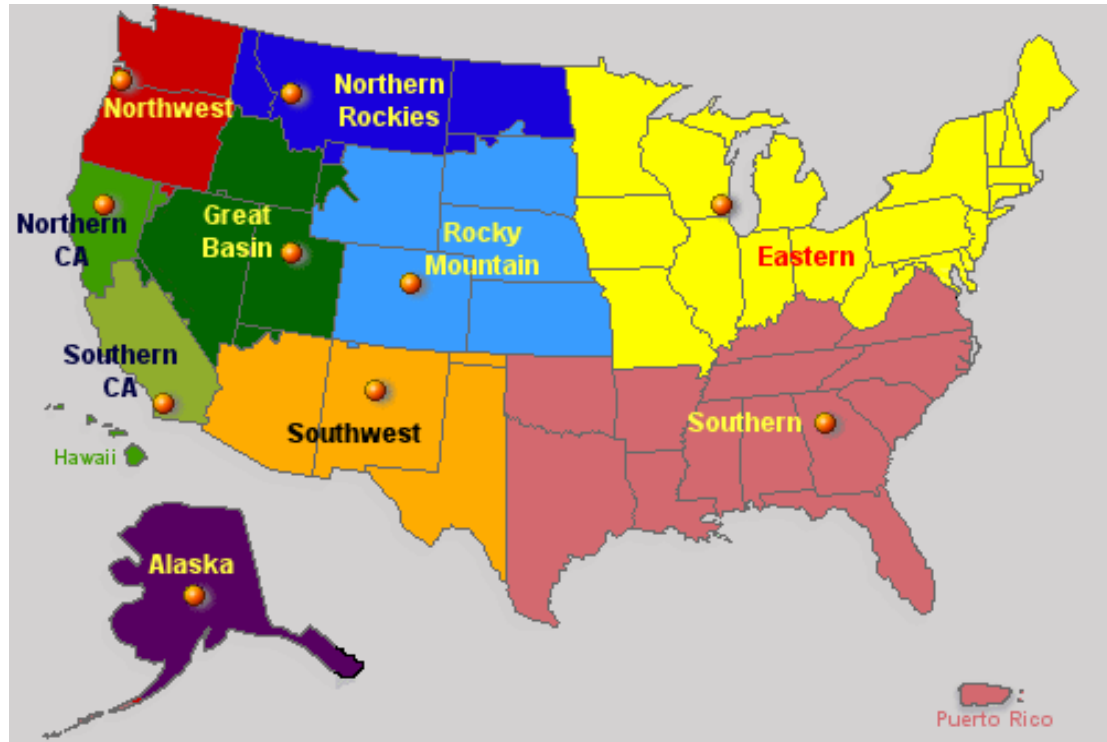 Northern
Rockies
Northwest
Northern
CA
Great
Basin
Rocky
Mountain
Eastern
Southern
CA
Southwest
Southern
Hawaii
Alaska
Puerto Rico